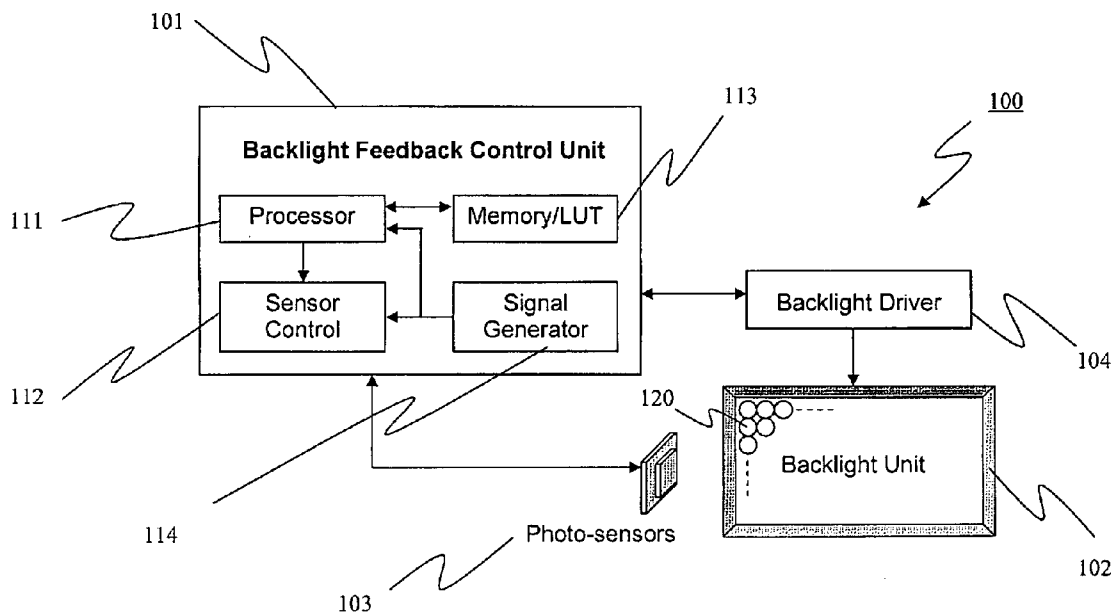 101
113
100
Backlight Feedback Control Unit
111
Processor
Memory/LUT
Sensor
Control
Signal
Generator
Backlight Driver
112
104
120
Backlight Unit
114
Photo-sensors
103
102